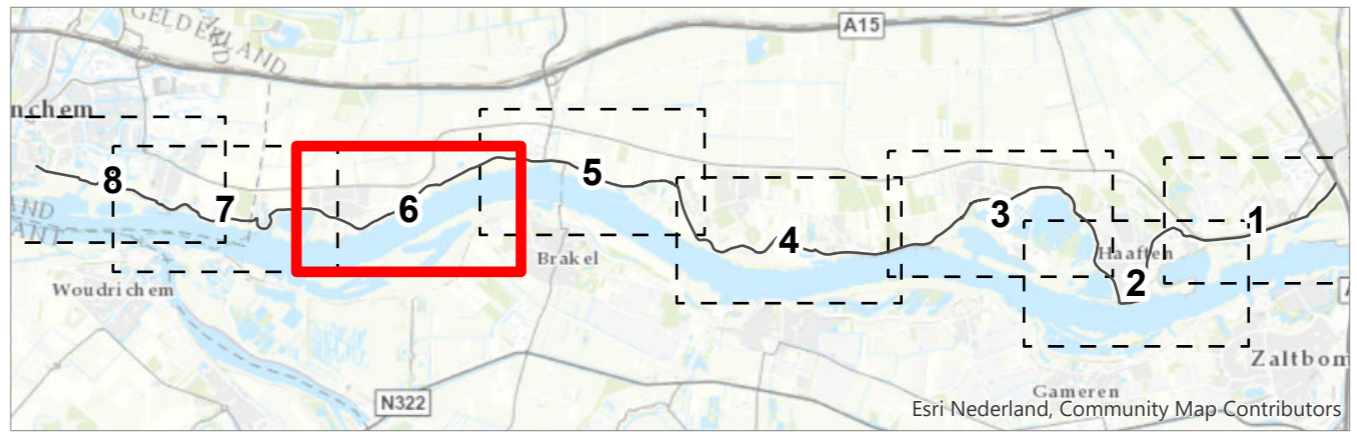 GELDERLAND
A15
nchem
8
7
6
5
4
3
1
Haaften
2
LAND
Brakel
Woudrichem
Zaltbom
N322
Gameren
Esri Nederland, Community Map Contributors